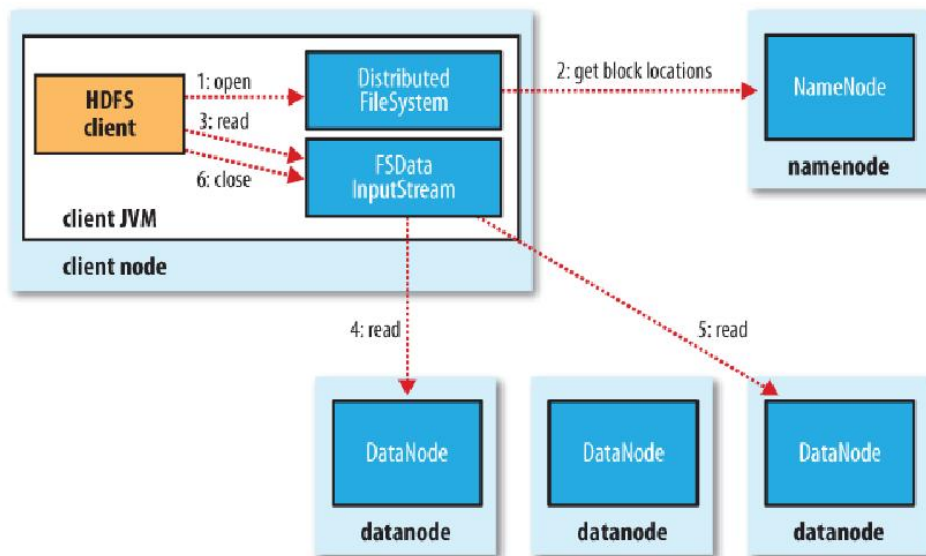 HDFS
client
1: open
3: read
6: close
Distributed
FileSystem
FSData
InputStream
client JVM
client node
2: get block locations
NameNode
namenode
4: read
5: read
DataNode
datanode
DataNode
datanode
DataNode
datanode